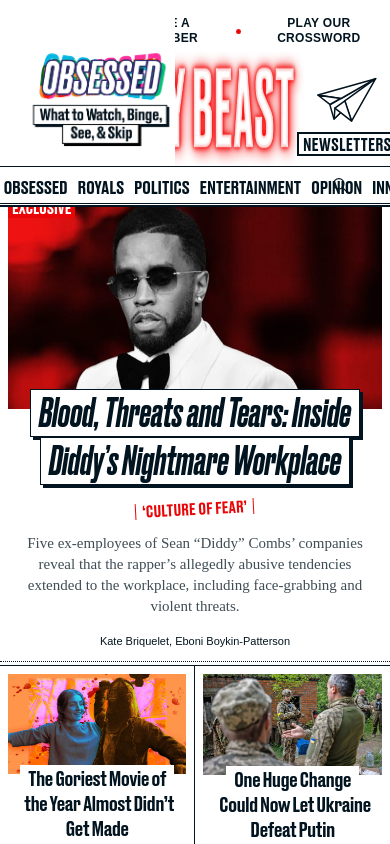 E A
BER
PLAY OUR
CROSSWORD
OBSESSED
What to Watch, Binge,
See, & Skip
Y BEAST
NEWSLETTERS
OBSESSED ROYALS POLITICS ENTERTAINMENT OPINION INN
EXCLUSIVE
Blood, Threats and Tears: Inside
Diddy’s Nightmare Workplace
‘CULTURE OF FEAR’
Five ex-employees of Sean “Diddy” Combs’ companies
reveal that the rapper’s allegedly abusive tendencies
extended to the workplace, including face-grabbing and
violent threats.
Kate Briquelet, Eboni Boykin-Patterson
The Goriest Movie of
the Year Almost Didn’t
Get Made
One Huge Change
Could Now Let Ukraine
Defeat Putin